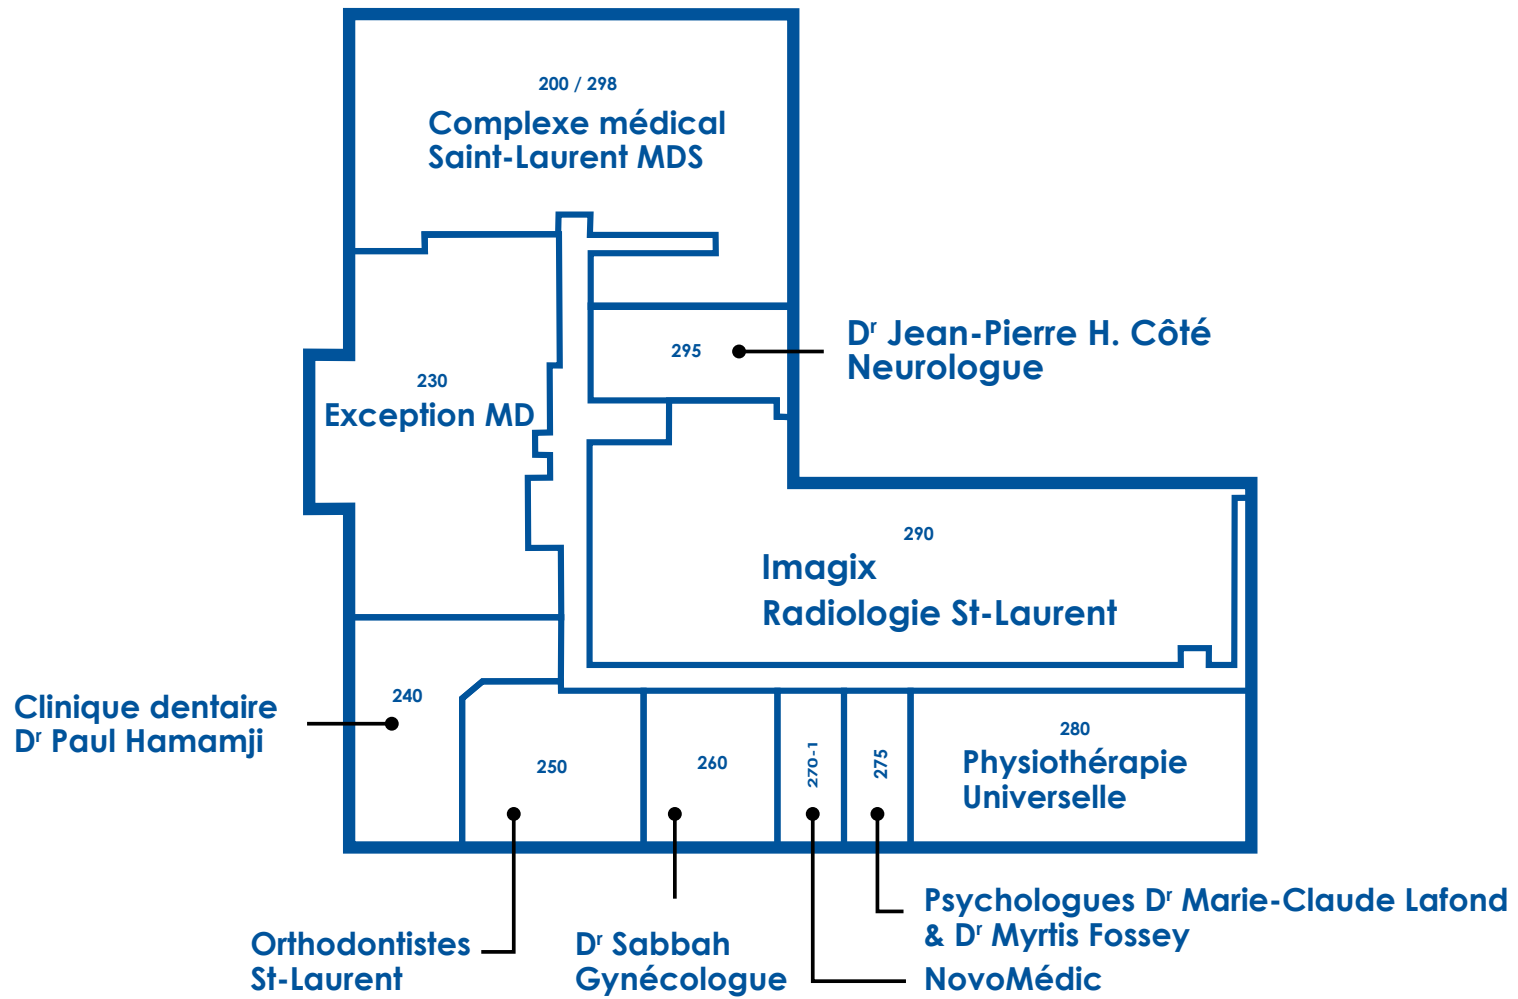 200 / 298
Complexe médical
Saint-Laurent MDS
295
Dr Jean-Pierre H. Côté
Neurologue
230
Exception MD
290
Imagix
Radiologie St-Laurent
240
Clinique dentaire
Dr Paul Hamamji
250
260
270-1
275
280
Physiothérapie
Universelle
Orthodontistes
St-Laurent
Dr Sabbah
Gynécologue
Psychologues Dr Marie-Claude Lafond
& Dr Myrtis Fossey
NovoMédic